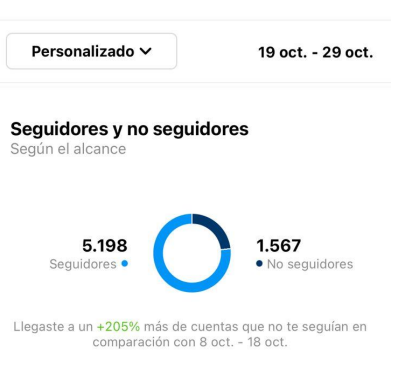 Personalizado
19 oct. - 29 oct.
Seguidores y no seguidores
Según el alcance
5.198
Seguidores
1.567
No seguidores
Llegaste a un +205% más de cuentas que no te seguían en
comparación con 8 oct. - 18 oct.